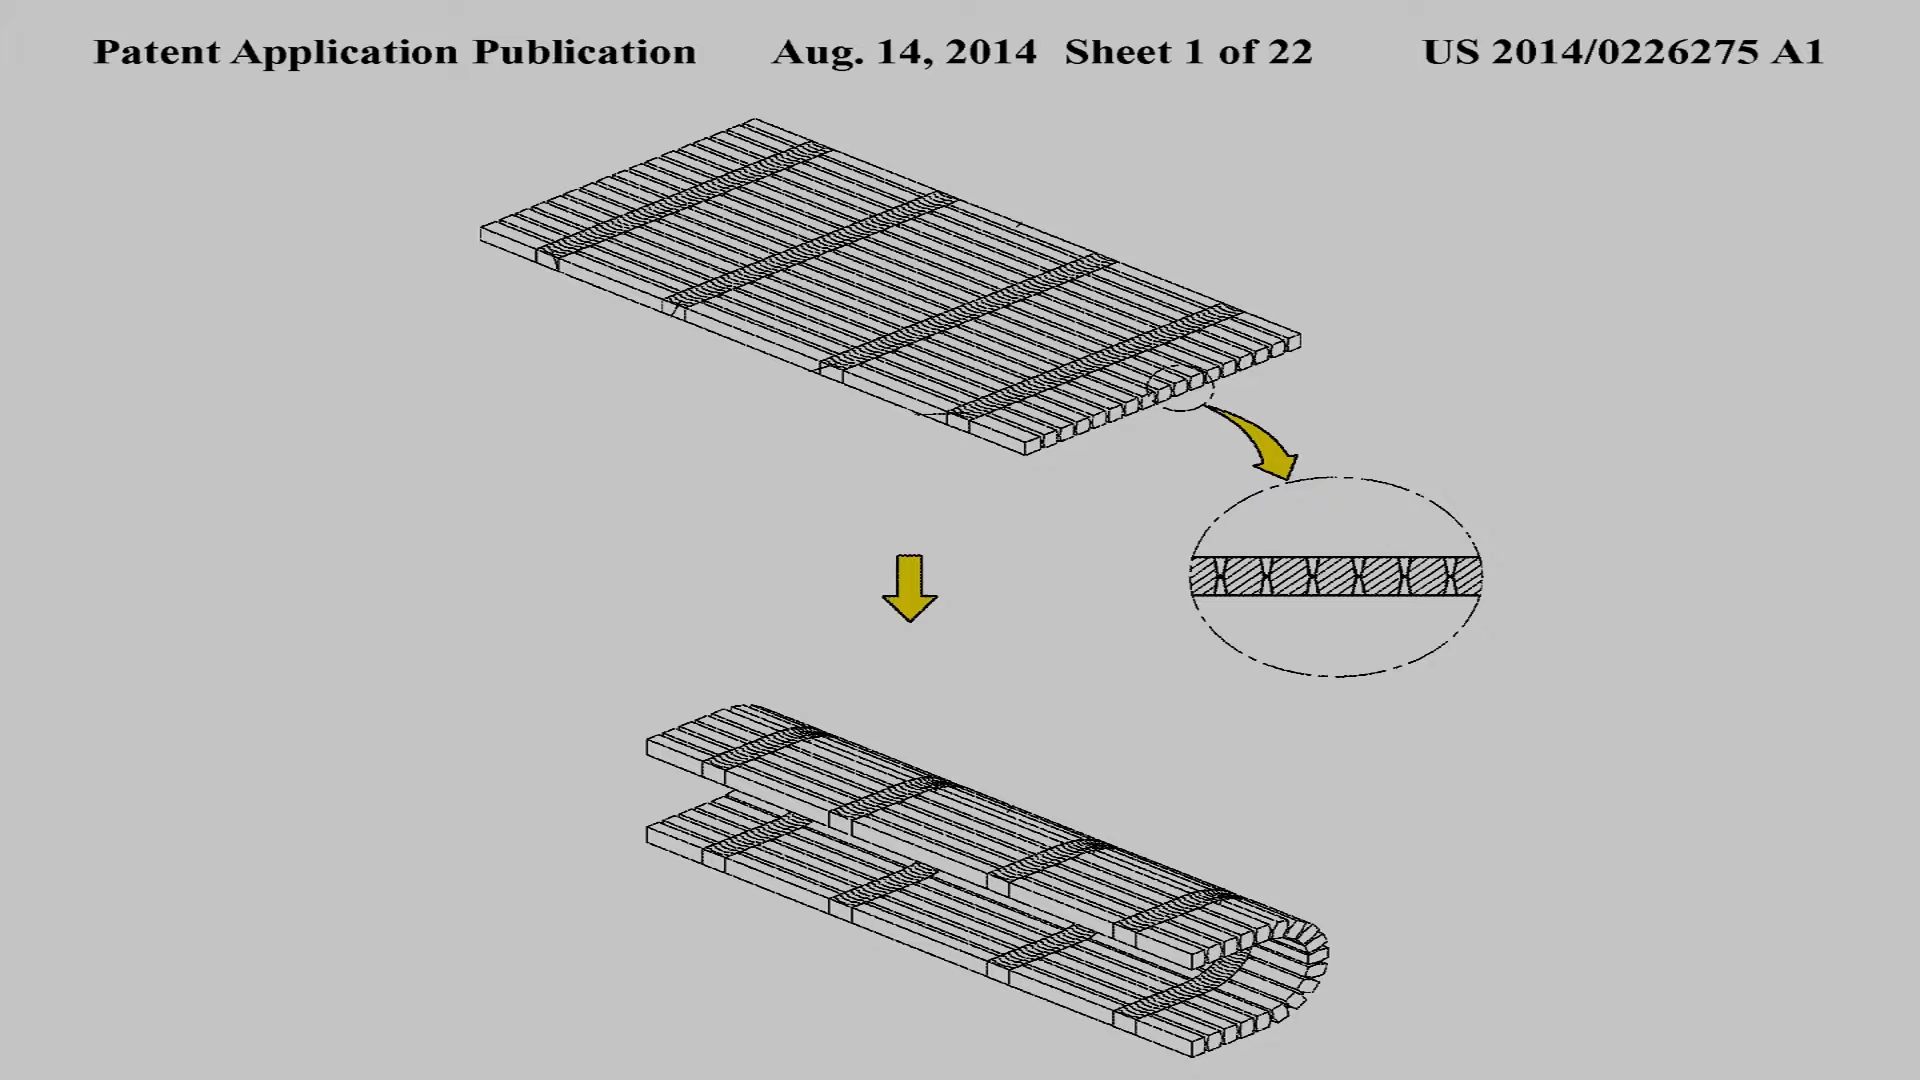 Patent Application Publication Aug. 14, 2014 Sheet 1 of 22 US 2014/0226275 A1